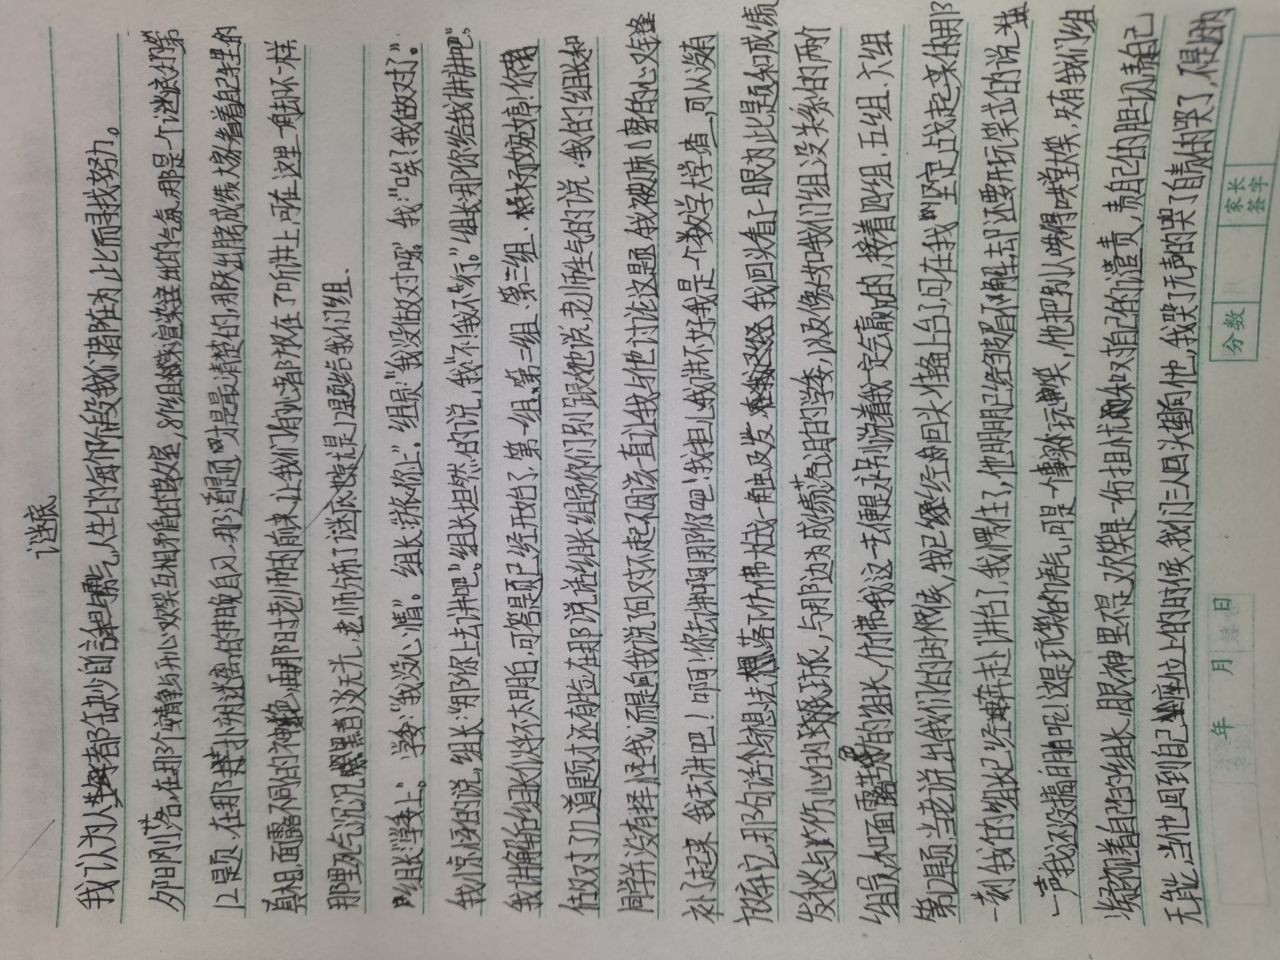 谜底
我认为人生每者都缺少自信和勇气,人生的每个阶段我们都在为此而寻找努力。
夕日刚落,在那个安静与开心欢笑互相矛盾的教室,8个组渲染出的气氛,那是一个谜底的第
12题页,在那扑朔迷离的晚自习,那道题才是最清楚的,那天出腾成绩大家看着自己手里的
真相,面露不同的神色,由那时老师的前来让我们的心都放在了听讲上,可在这里一角却不一样
那里死气沉沉黑暗无光,老师分布了谜底12题给我们组.
组长:“学委上”。学委:“我没心情”。组长:“你上”。组员:“我没做对呀”我:“唉?我做对了。”
我惊悟的说,组长:“那你上去讲吧。”组长坦然的说,我“不!我不行。”组长:那你给我讲讲吧。
我讲解后组长似乎不太明白,可答题已经开始了,第一组、第二组、第三组、杨婉婷!你
做对了几道题才还有脸在那说话组长组员你们别跟她说,老师生气的说,我的组长和
同学并没有怪我,而是向我说了句对不起不因该一直让我与他讨论这题,我被刺穿的心又缝
补了起来,我去讲吧!啊!你去讲啊那你吧!我担心我讲不好我是一个数学大学渣,可从没有
放弃它,那句话与想法落下仿佛一触即发,我回头看了一眼为此题和成绩
发愁与伤心的,与那边为成绩落泪的学委,以及像如我们组没关系的两个
组员,和面露苦的组长,仿佛我这一去便是永别说着我一定会赢的,接着四组、五组、六组
第12题,当老说出我们的时候,我已经回头准备上台了,可在我坚定站起来的那
一刻我的组长已经奔赴讲台了,我愣住了,他明明已经皱眉不解,却还要开玩笑式的说
一声我还没搞明白呢!这是玩笑的语气,可是一个事实玩笑,他把别人哄得哄堂大笑,只有我们组
凝视着自己的组长,眼神里不是欢笑是一份担忧和对自己的谴责,责自己的胆切,责自己
无能,当他回到自己座位上的时候,我们三人回头望向他,我哭了无声的哭了自责的哭了,不是因为
年 月 日
分数
家长签字